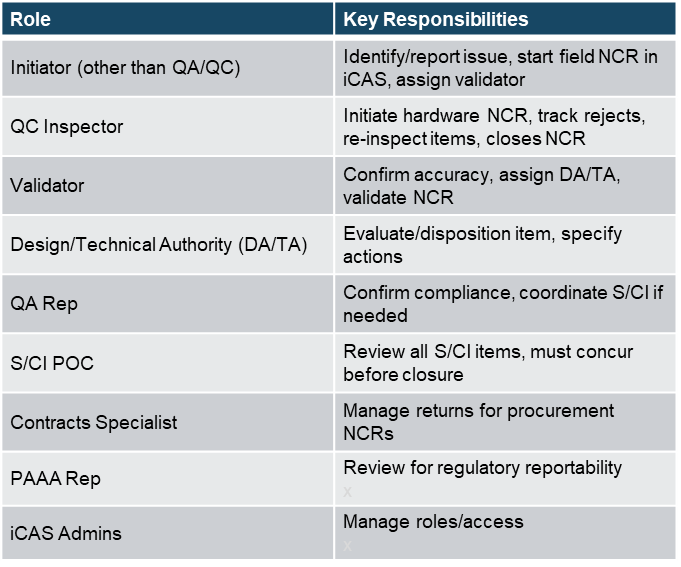 Role
Key Responsibilities
Initiator (other than QA/QC)
Identify/report issue, start field NCR in
iCAS, assign validator
QC Inspector
Initiate hardware NCR, track rejects,
re-inspect items, closes NCR
Validator
Confirm accuracy, assign DA/TA,
validate NCR
Design/Technical Authority (DA/TA)
Evaluate/disposition item, specify
actions
QA Rep
Confirm compliance, coordinate S/CI if
needed
S/CI POC
Review all S/CI items, must concur
before closure
Contracts Specialist
Manage returns for procurement
NCRs
PAAA Rep
Review for regulatory reportability
x
iCAS Admins
Manage roles/access
x